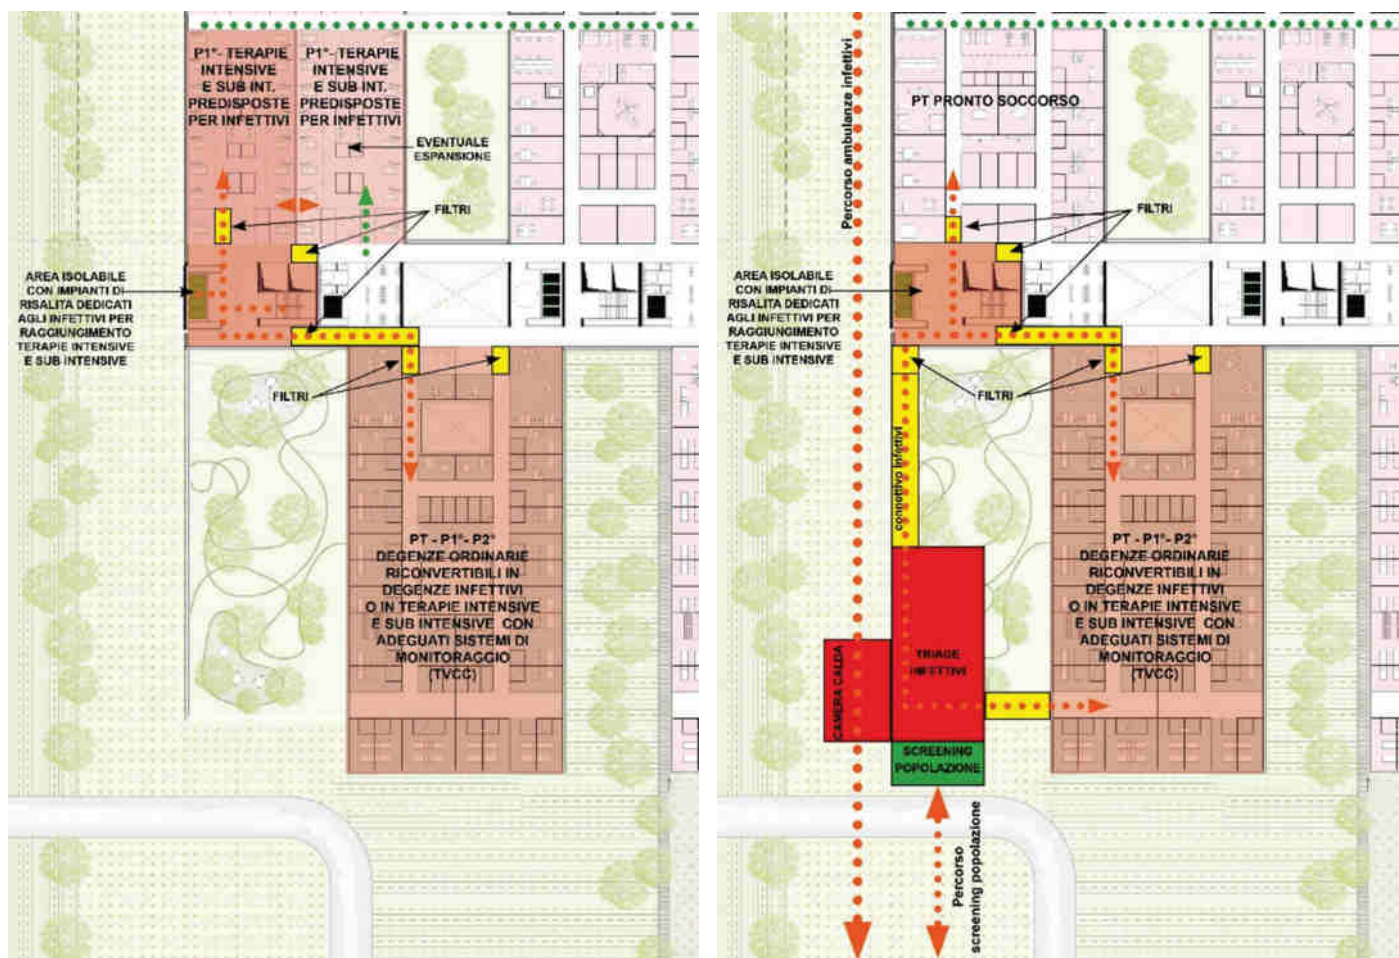 P1°- TERAPIE
INTENSIVE
E SUB INT.
PREDISPOSTE
PER INFETTIVI
P1°- TERAPIE
INTENSIVE
E SUB INT.
PREDISPOSTE
PER INFETTIVI
EVENTUALE
ESPANSIONE
FILTRI
AREA ISOLABILE
CON IMPIANTI DI
RISALITA DEDICATI
AGLI INFETTIVI PER
RAGGIUNGIMENTO
TERAPIE INTENSIVE
E SUB INTENSIVE
FILTRI
PT - P1°- P2°
DEGENZE ORDINARIE
RICONVERTIBILI IN
DEGENZE INFETTIVI
O IN TERAPIE INTENSIVE
E SUB INTENSIVE CON
ADEGUATI SISTEMI DI
MONITORAGGIO
(TVCC)
Percorso ambulanze infettivi
PT PRONTO SOCCORSO
FILTRI
AREA ISOLABILE
CON IMPIANTI DI
RISALITA DEDICATI
AGLI INFETTIVI PER
RAGGIUNGIMENTO
TERAPIE INTENSIVE
E SUB INTENSIVE
FILTRI
connettivo infettivi
PT - P1°- P2°
DEGENZE ORDINARIE
RICONVERTIBILI IN
DEGENZE INFETTIVI
O IN TERAPIE INTENSIVE
E SUB INTENSIVE CON
ADEGUATI SISTEMI DI
MONITORAGGIO
(TVCC)
CAMERA CALDA
TRIAGE
INFETTIVI
SCREENING
POPOLAZIONE
Percorso
screening popolazione